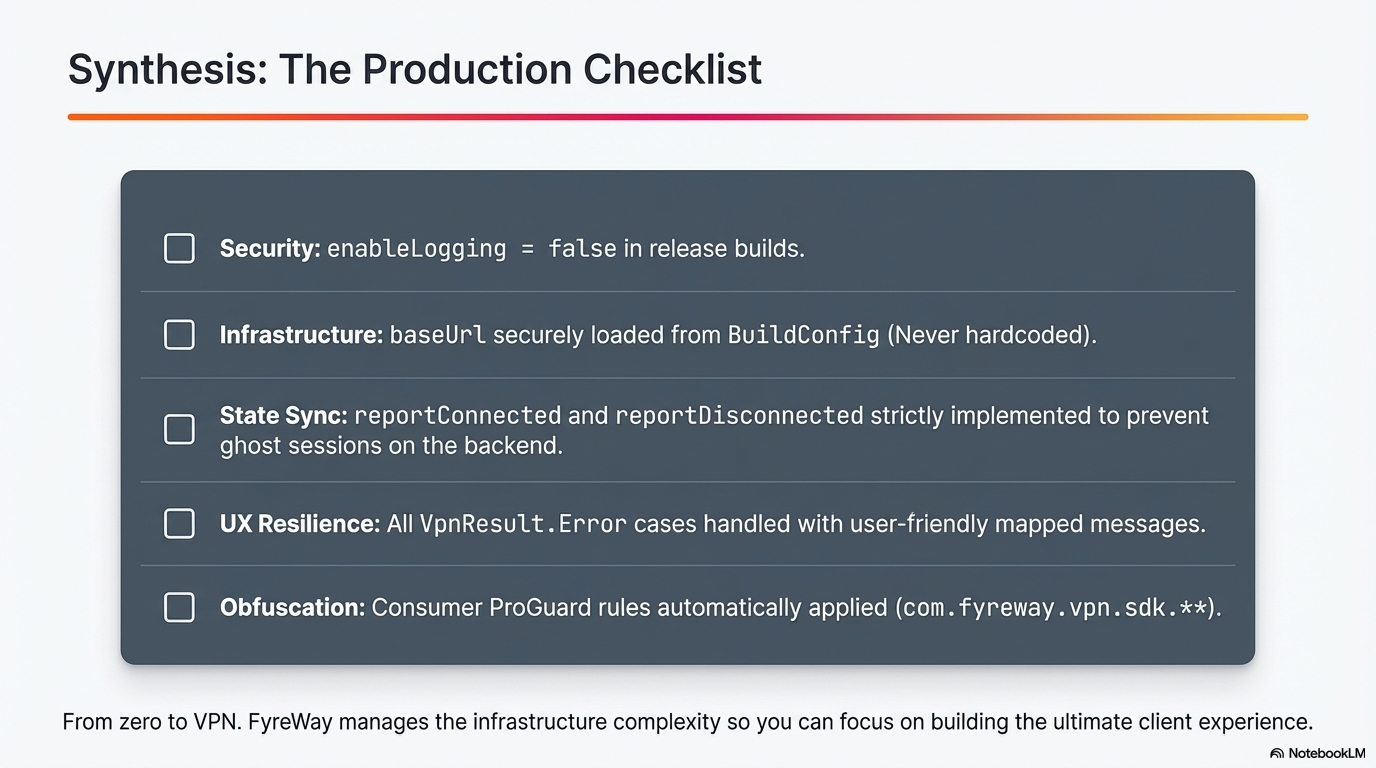 Synthesis: The Production Checklist
Security: enableLogging = false in release builds.
Infrastructure: baseUrl securely loaded from BuildConfig (Never hardcoded).
State Sync: reportConnected and reportDisconnected strictly implemented to prevent
ghost sessions on the backend.
UX Resilience: All VpnResult.Error cases handled with user-friendly mapped messages.
Obfuscation: Consumer ProGuard rules automatically applied (com.fyreway.vpn.sdk.**).
From zero to VPN. FyreWay manages the infrastructure complexity so you can focus on building the ultimate client experience.
NotebookLM